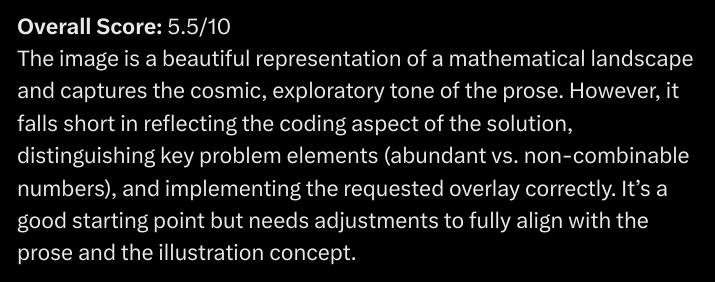 Overall Score: 5.5/10
The image is a beautiful representation of a mathematical landscape
and captures the cosmic, exploratory tone of the prose. However, it
falls short in reflecting the coding aspect of the solution,
distinguishing key problem elements (abundant vs. non-combinable
numbers), and implementing the requested overlay correctly. It’s a
good starting point but needs adjustments to fully align with the
prose and the illustration concept.